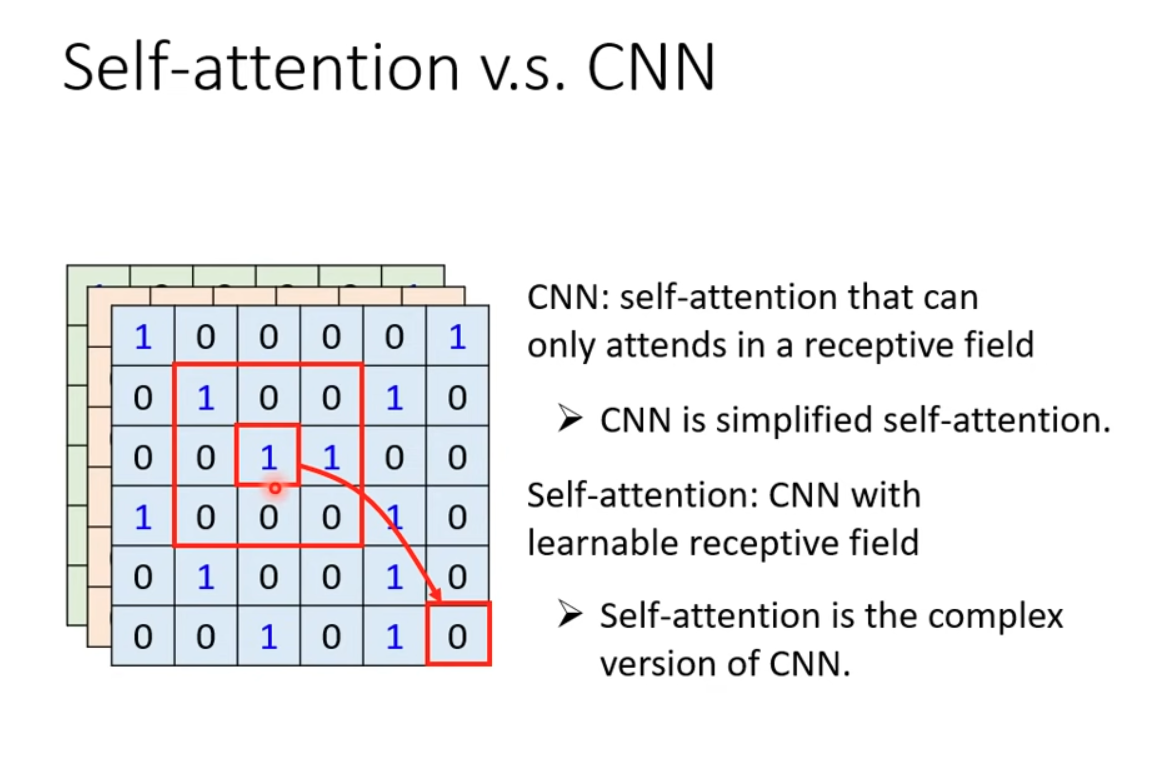 Self-attention v.s. CNN
1 0 0 0 0 1
0 1 0 0 1 0
0 0 1 1 0 0
1 0 0 0 1 0
0 1 0 0 1 0
0 0 1 0 1 0
CNN: self-attention that can
only attends in a receptive field
➢ CNN is simplified self-attention.
Self-attention: CNN with
learnable receptive field
➢ Self-attention is the complex
version of CNN.